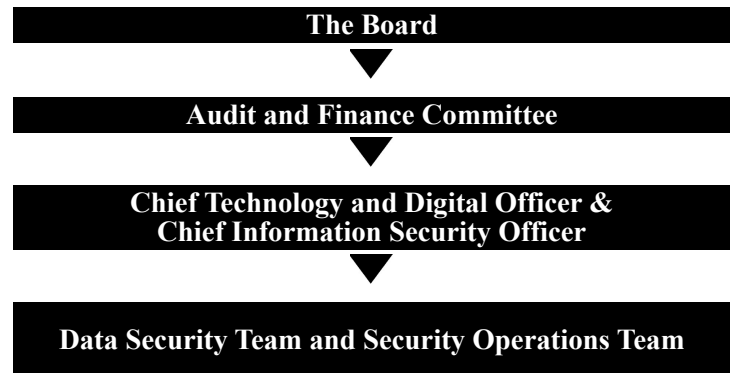 The Board
Audit and Finance Committee
Chief Technology and Digital Officer &
Chief Information Security Officer
Data Security Team and Security Operations Team